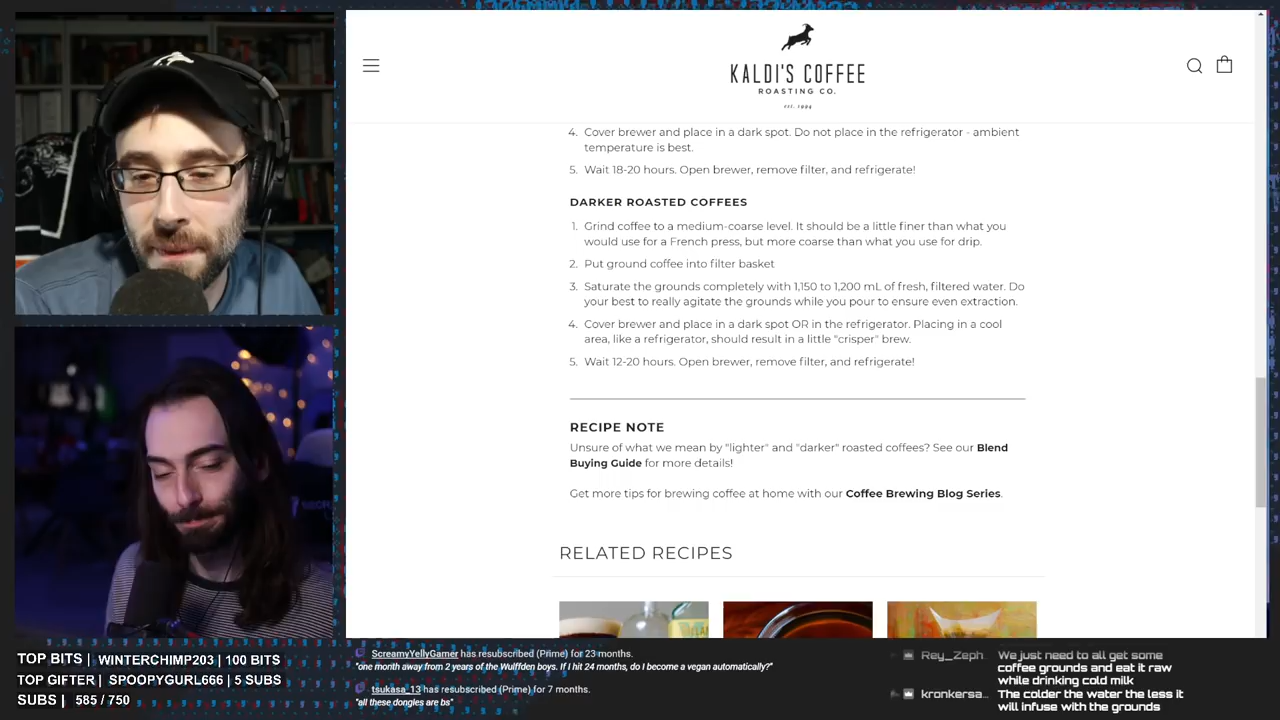 KALDI'S COFFEE
ROASTING CO.
est. 1994
4. Cover brewer and place in a dark spot. Do not place in the refrigerator - ambient
temperature is best.
5. Wait 18-20 hours. Open brewer, remove filter, and refrigerate!
DARKER ROASTED COFFEES
1. Grind coffee to a medium-coarse level. It should be a little finer than what you
would use for a French press, but more coarse than what you use for drip.
2. Put ground coffee into filter basket
3. Saturate the grounds completely with 1,150 to 1,200 mL of fresh, filtered water. Do
your best to really agitate the grounds while you pour to ensure even extraction.
4. Cover brewer and place in a dark spot OR in the refrigerator. Placing in a cool
area, like a refrigerator, should result in a little "crisper" brew.
5. Wait 12-20 hours. Open brewer, remove filter, and refrigerate!
RECIPE NOTE
Unsure of what we mean by "lighter" and "darker" roasted coffees? See our Blend
Buying Guide for more details!
Get more tips for brewing coffee at home with our Coffee Brewing Blog Series.
RELATED RECIPES
TOP BITS | WINTERCHIMP203 | 100 BITS
TOP GIFTER | SPOOPYGURL666 | 5 SUBS
SUBS | 585 / 750
ScreamyYellyGamer has resubscribed (Prime) for 23 months.
"one month away from 2 years of the Wulffden boys. If I hit 24 months, do I become a vegan automatically?"
tsukasa_13 has resubscribed (Prime) for 7 months.
"all these dongles are bs"
Rey_Zeph.. We just need to all get some
coffee grounds and eat it raw
while drinking cold milk
kronkersa... The colder the water the less it
will infuse with the grounds